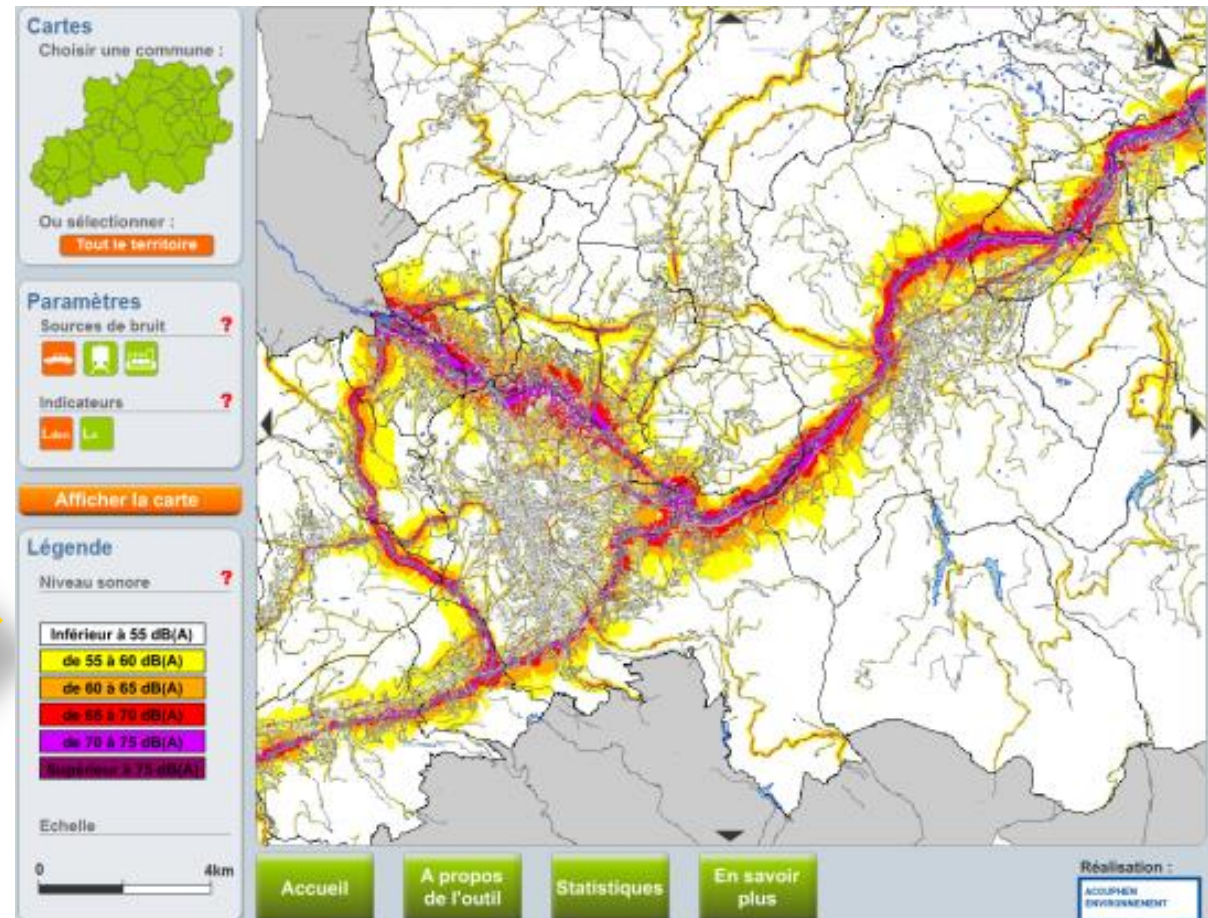 Cartes
Choisir une commune :
Ou sélectionner :
Tout le territoire
Paramètres
Sources de bruit ?
Indicateurs ?
Lden Ln
Afficher la carte
Légende
Niveau sonore ?
Inférieur à 55 dB(A)
de 55 à 60 dB(A)
de 60 à 65 dB(A)
de 65 à 70 dB(A)
de 70 à 75 dB(A)
Supérieur à 75 dB(A)
Echelle
0 4km
N
Accueil
A propos
de l'outil
Statistiques
En savoir
plus
Réalisation :
ACOUPHEN
ENVIRONNEMENT